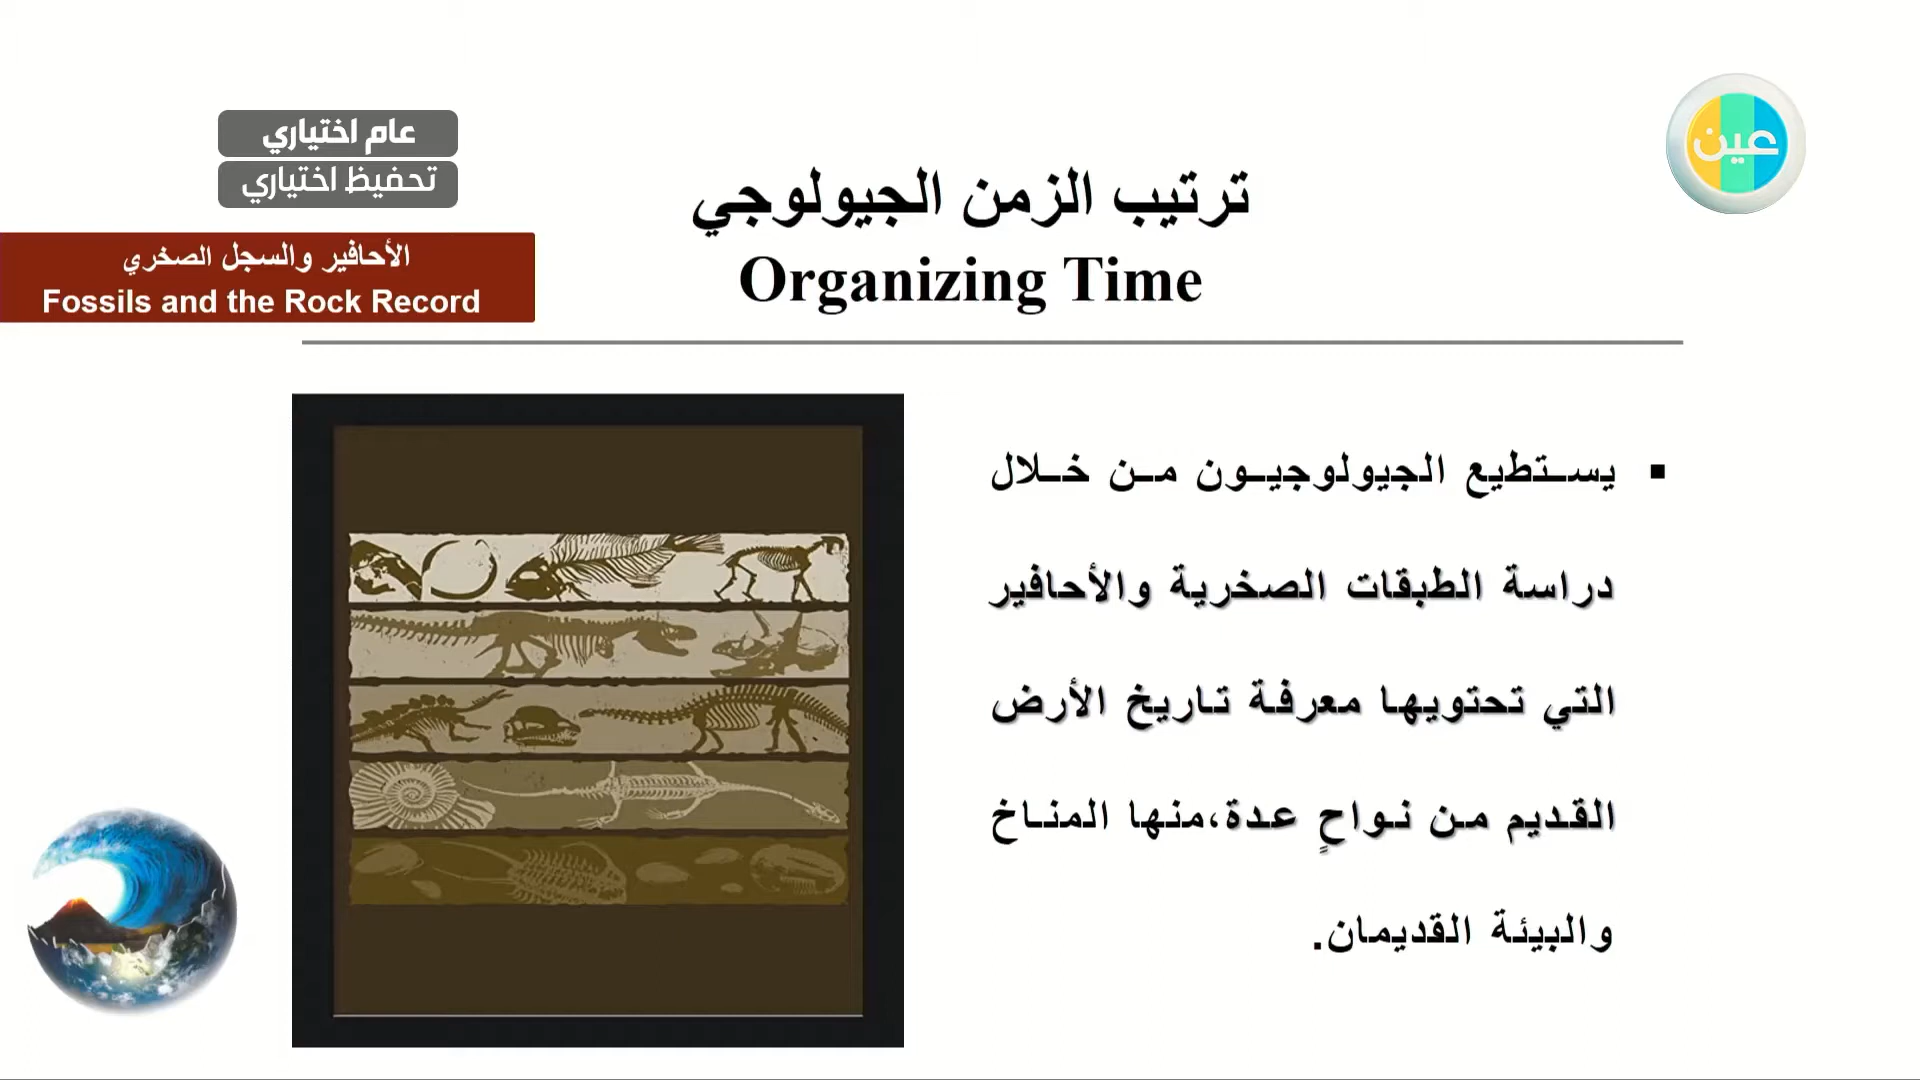 عين
عام اختياري
تحفيظ اختياري
ترتيب الزمن الجيولوجي
Organizing Time
الأحافير والسجل الصخري
Fossils and the Rock Record
▪ يستطيع الجيولوجيون من خلال
دراسة الطبقات الصخرية والأحافير
التي تحتويها معرفة تاريخ الأرض
القديم من نواحٍ عدة،منها المناخ
والبيئة القديمان.